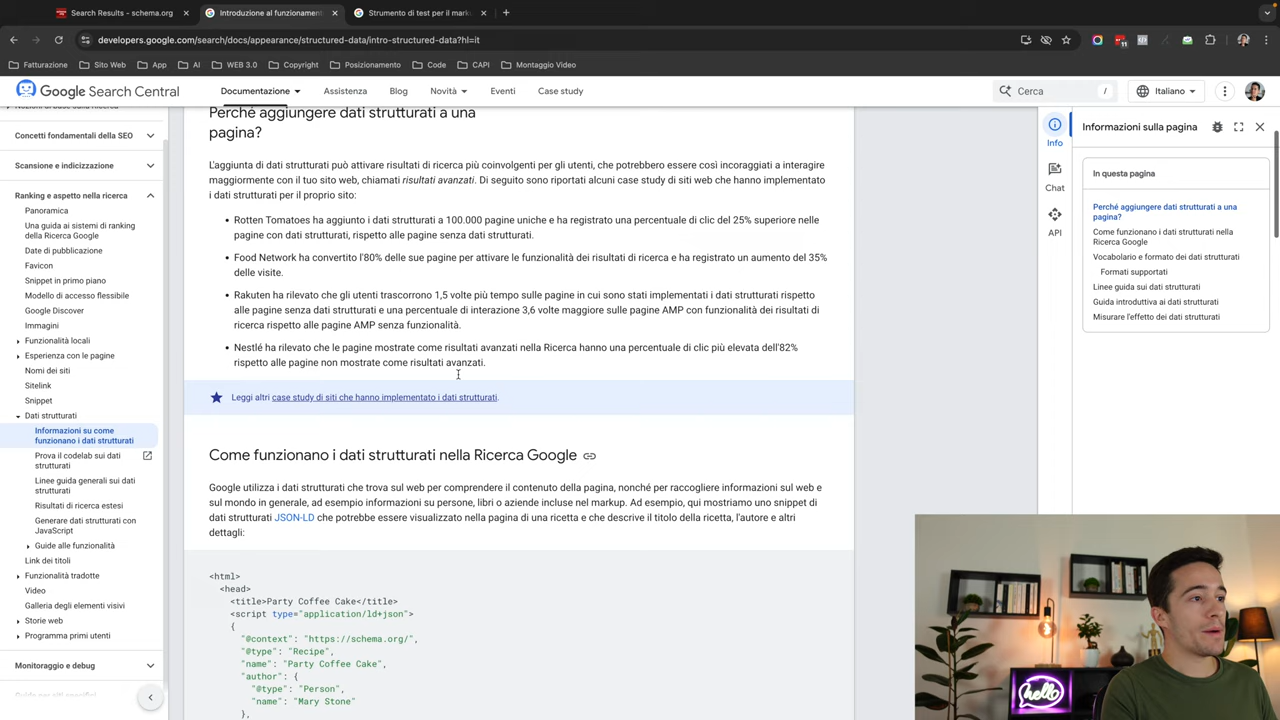 Search Results - schema.org
Introduzione al funzionament
Strumento di test per il mark
developers.google.com/search/docs/appearance/structured-data/intro-structured-data?hl=it
Fatturazione
Sito Web
App
AI
WEB 3.0
Copyright
Posizionamento
Code
CAPI
Montaggio Video
Google Search Central
Documentazione
Assistenza
Blog
Novità
Eventi
Case study
Cerca
/
Italiano
Concetti fondamentali della SEO
Scansione e indicizzazione
Ranking e aspetto nella ricerca
Panoramica
Una guida ai sistemi di ranking
della Ricerca Google
Date di pubblicazione
Favicon
Snippet in primo piano
Modello di accesso flessibile
Google Discover
Immagini
Funzionalità locali
Esperienza con le pagine
Nomi dei siti
Sitelink
Snippet
Dati strutturati
Informazioni su come
funzionano i dati strutturati
Prova il codelab sui dati
strutturati
Linee guida generali sui dati
strutturati
Risultati di ricerca estesi
Generare dati strutturati con
JavaScript
Guide alle funzionalità
Link dei titoli
Funzionalità tradotte
Video
Galleria degli elementi visivi
Storie web
Programma primi utenti
Monitoraggio e debug
Perché aggiungere dati strutturati a una
pagina?
L'aggiunta di dati strutturati può attivare risultati di ricerca più coinvolgenti per gli utenti, che potrebbero essere così incoraggiati a interagire
maggiormente con il tuo sito web, chiamati risultati avanzati. Di seguito sono riportati alcuni case study di siti web che hanno implementato
i dati strutturati per il proprio sito:
• Rotten Tomatoes ha aggiunto i dati strutturati a 100.000 pagine uniche e ha registrato una percentuale di clic del 25% superiore nelle
pagine con dati strutturati, rispetto alle pagine senza dati strutturati.
• Food Network ha convertito l'80% delle sue pagine per attivare le funzionalità dei risultati di ricerca e ha registrato un aumento del 35%
delle visite.
• Rakuten ha rilevato che gli utenti trascorrono 1,5 volte più tempo sulle pagine in cui sono stati implementati i dati strutturati rispetto
alle pagine senza dati strutturati e una percentuale di interazione 3,6 volte maggiore sulle pagine AMP con funzionalità dei risultati di
ricerca rispetto alle pagine AMP senza funzionalità.
• Nestlé ha rilevato che le pagine mostrate come risultati avanzati nella Ricerca hanno una percentuale di clic più elevata dell'82%
rispetto alle pagine non mostrate come risultati avanzati.
Leggi altri case study di siti che hanno implementato i dati strutturati.
Come funzionano i dati strutturati nella Ricerca Google
Google utilizza i dati strutturati che trova sul web per comprendere il contenuto della pagina, nonché per raccogliere informazioni sul web e
sul mondo in generale, ad esempio informazioni su persone, libri o aziende incluse nel markup. Ad esempio, qui mostriamo uno snippet di
dati strutturati JSON-LD che potrebbe essere visualizzato nella pagina di una ricetta e che descrive il titolo della ricetta, l'autore e altri
dettagli:
<html>
<head>
<title>Party Coffee Cake</title>
<script type="application/ld+json">
{
"@context": "https://schema.org/",
"@type": "Recipe",
"name": "Party Coffee Cake",
"author": {
"@type": "Person",
"name": "Mary Stone"
},
Info
Chat
API
Informazioni sulla pagina
In questa pagina
Perché aggiungere dati strutturati a una
pagina?
Come funzionano i dati strutturati nella
Ricerca Google
Vocabolario e formato dei dati strutturati
Formati supportati
Linee guida sui dati strutturati
Guida introduttiva ai dati strutturati
Misurare l'effetto dei dati strutturati
hello